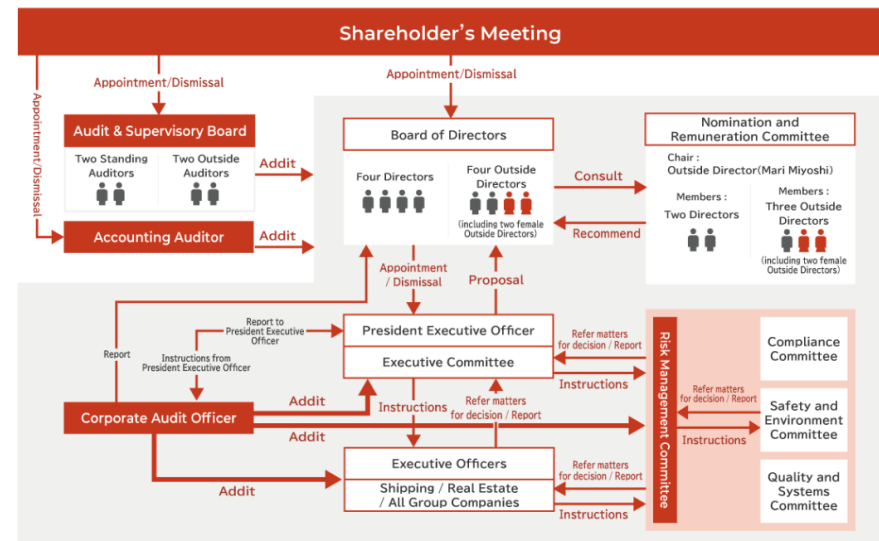 Shareholder's Meeting
Appointment/Dismissal
Appointment/Dismissal
Appointment/Dismissal
Audit & Supervisory Board
Two Standing
Auditors
Two Outside
Auditors
Addit
Accounting Auditor
Addit
Board of Directors
Four Directors
Four Outside
Directors
(including two female
Outside Directors)
Consult
Recommend
Nomination and
Remuneration Committee
Chair :
Outside Director(Mari Miyoshi)
Members :
Two Directors
Members :
Three Outside
Directors
(including two female
Outside Directors)
Appointment
/ Dismissal
Proposal
Report
Report to
President Executive
Officer
Instructions from
President Executive Officer
President Executive Officer
Executive Committee
Refer matters
for decision / Report
Instructions
Corporate Audit Officer
Addit
Addit
Addit
Instructions
Refer matters
for decision / Report
Executive Officers
Shipping / Real Estate
/ All Group Companies
Refer matters
for decision / Report
Instructions
Risk Management Committee
Refer matters
for decision / Report
Instructions
Compliance
Committee
Safety and
Environment
Committee
Quality and
Systems
Committee